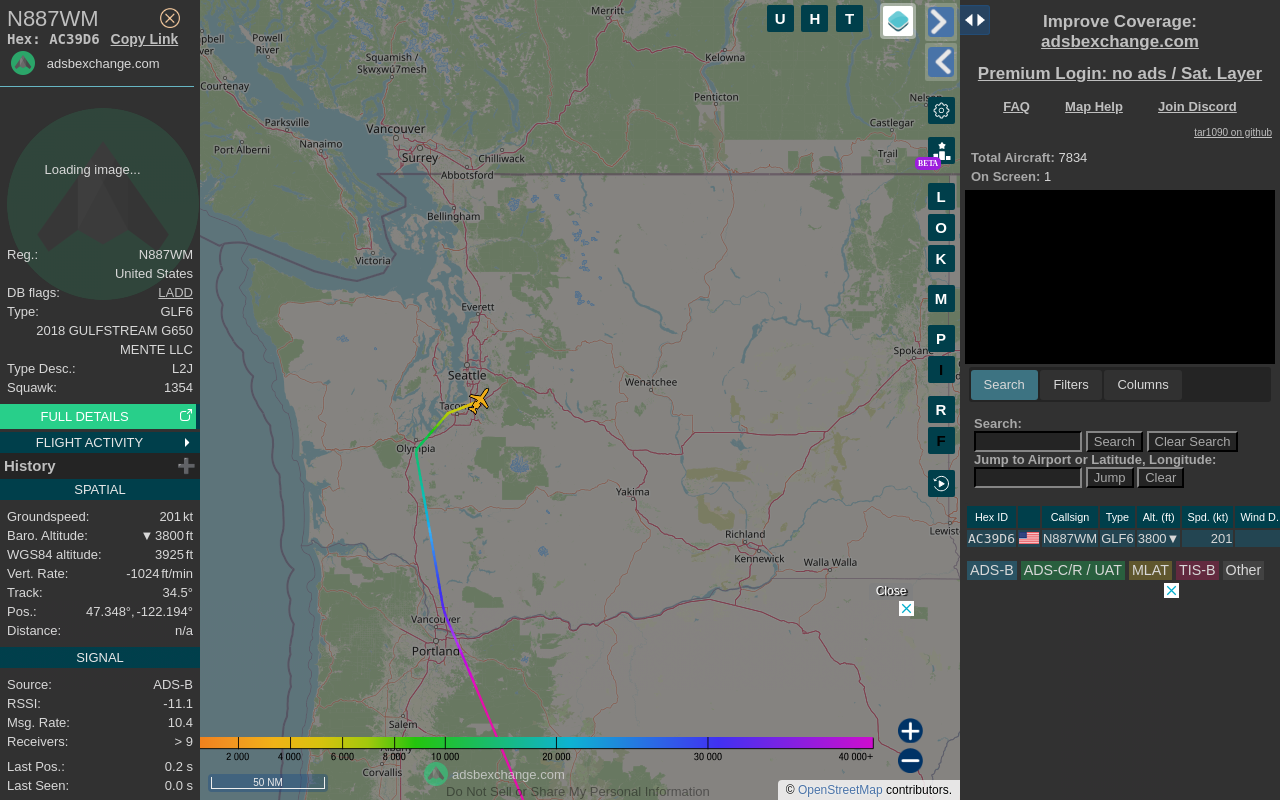 N887WM
Hex: AC39D6 Copy Link
adsbexchange.com
Loading image...
Reg.: N887WM
United States
DB flags: LADD
Type: GLF6
2018 GULFSTREAM G650
MENTE LLC
Type Desc.: L2J
Squawk: 1354
FULL DETAILS
FLIGHT ACTIVITY
History
SPATIAL
Groundspeed: 201 kt
Baro. Altitude: ▼ 3800 ft
WGS84 altitude: 3925 ft
Vert. Rate: -1024 ft/min
Track: 34.5°
Pos.: 47.348°, -122.194°
Distance: n/a
SIGNAL
Source: ADS-B
RSSI: -11.1
Msg. Rate: 10.4
Receivers: > 9
Last Pos.: 0.2 s
Last Seen: 0.0 s
Merritt
Powell
River
Squamish /
Sḵwx̱wú7mesh
Kelowna
Courtenay
Penticton
Parksville
Vancouver
Castlegar
Port Alberni
Nanaimo
Surrey
Chilliwack
Trail
Abbotsford
Bellingham
Victoria
Everett
Seattle
Wenatchee
Olympia
Yakima
Richland
Kennewick
Walla Walla
Vancouver
Portland
Salem
Corvallis
U H T
BETA
L
O
K
M
P
I
R
F
Close
2 000 4 000 6 000 8 000 10 000 20 000 30 000 40 000+
50 NM
adsbexchange.com
Do Not Sell or Share My Personal Information
© OpenStreetMap contributors.
Improve Coverage:
adsbexchange.com
Premium Login: no ads / Sat. Layer
FAQ Map Help Join Discord
tar1090 on github
Total Aircraft: 7834
On Screen: 1
Search Filters Columns
Search:
Search Clear Search
Jump to Airport or Latitude, Longitude:
Jump Clear
Hex ID Callsign Type Alt. (ft) Spd. (kt) Wind D.
AC39D6 N887WM GLF6 3800▼ 201
ADS-B ADS-C/R / UAT MLAT TIS-B Other